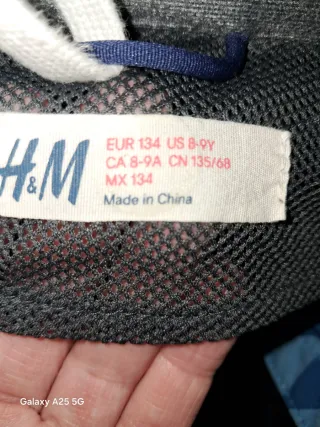 H&M
EUR 134 US 8-9Y
CA 8-9A CN 135/68
MX 134
Made in China
Galaxy A25 5G